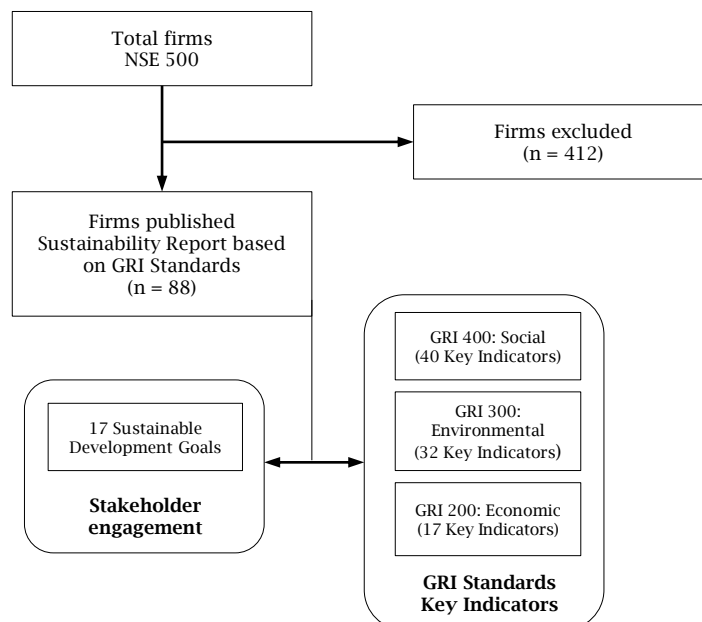 Total firms
NSE 500
Firms excluded
(n = 412)
Firms published
Sustainability Report based
on GRI Standards
(n = 88)
GRI 400: Social
(40 Key Indicators)
GRI 300:
Environmental
(32 Key Indicators)
GRI 200: Economic
(17 Key Indicators)
GRI Standards
Key Indicators
17 Sustainable
Development Goals
Stakeholder
engagement